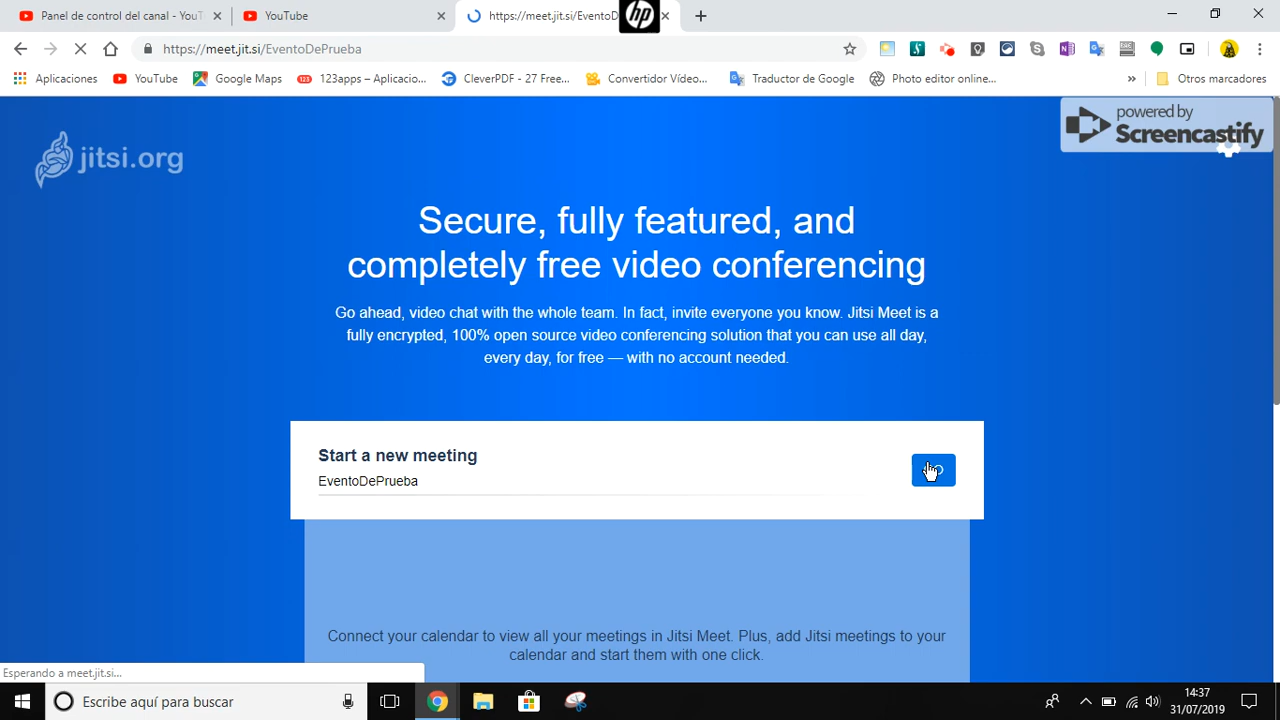 Panel de control del canal - YouT
YouTube
https://meet.jit.si/EventoD
hp
https://meet.jit.si/EventoDePrueba
Aplicaciones
YouTube
Google Maps
123apps – Aplicacio...
CleverPDF - 27 Free...
Convertidor Vídeo...
Traductor de Google
Photo editor online...
»
Otros marcadores
jitsi.org
powered by
Screencastify
Secure, fully featured, and
completely free video conferencing
Go ahead, video chat with the whole team. In fact, invite everyone you know. Jitsi Meet is a
fully encrypted, 100% open source video conferencing solution that you can use all day,
every day, for free — with no account needed.
Start a new meeting
EventoDePrueba
Connect your calendar to view all your meetings in Jitsi Meet. Plus, add Jitsi meetings to your
calendar and start them with one click.
Esperando a meet.jit.si...
Escribe aquí para buscar
14:37
31/07/2019